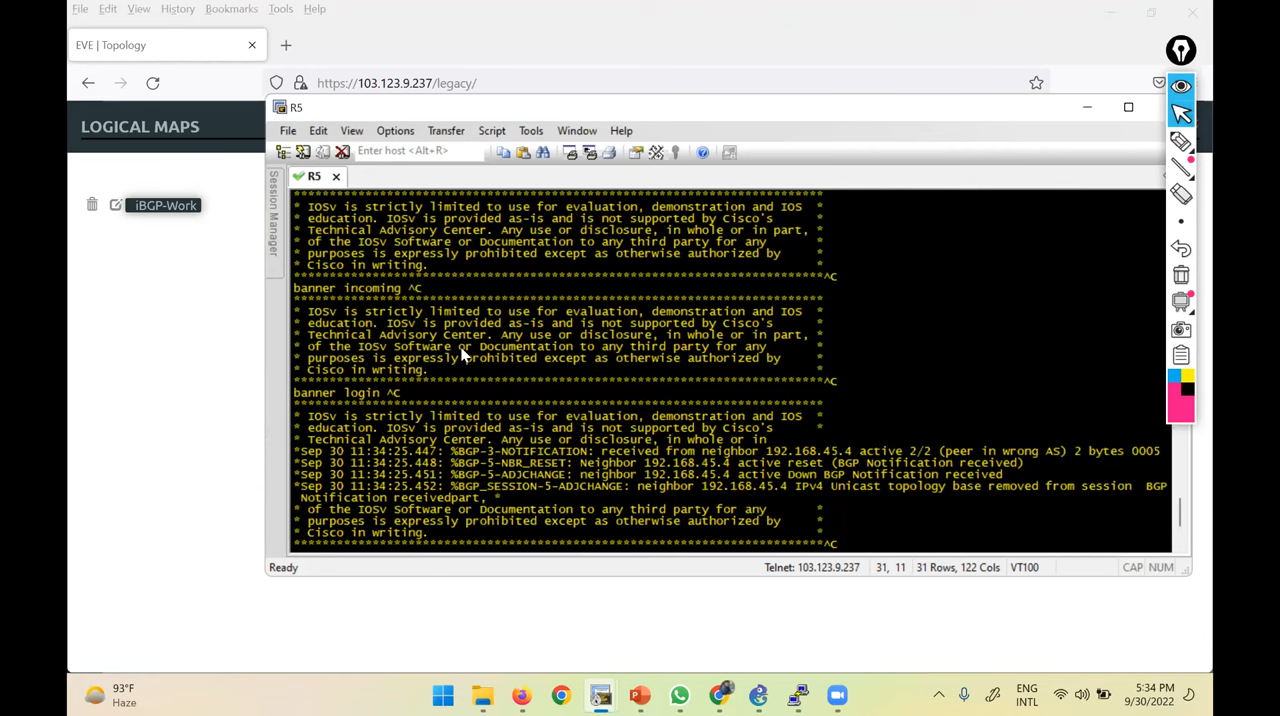 File Edit View History Bookmarks Tools Help
EVE | Topology
https://103.123.9.237/legacy/
LOGICAL MAPS
iBGP-Work
R5
File Edit View Options Transfer Script Tools Window Help
Enter host <Alt+R>
R5
Session Manager
**************************************************************************
* IOSv is strictly limited to use for evaluation, demonstration and IOS *
* education. IOSv is provided as-is and is not supported by Cisco's *
* Technical Advisory Center. Any use or disclosure, in whole or in part, *
* of the IOSv Software or Documentation to any third party for any *
* purposes is expressly prohibited except as otherwise authorized by *
* Cisco in writing. *
**************************************************************************^C
banner incoming ^C
**************************************************************************
* IOSv is strictly limited to use for evaluation, demonstration and IOS *
* education. IOSv is provided as-is and is not supported by Cisco's *
* Technical Advisory Center. Any use or disclosure, in whole or in part, *
* of the IOSv Software or Documentation to any third party for any *
* purposes is expressly prohibited except as otherwise authorized by *
* Cisco in writing. *
**************************************************************************^C
banner login ^C
**************************************************************************
* IOSv is strictly limited to use for evaluation, demonstration and IOS *
* education. IOSv is provided as-is and is not supported by Cisco's *
* Technical Advisory Center. Any use or disclosure, in whole or in
*Sep 30 11:34:25.447: %BGP-3-NOTIFICATION: received from neighbor 192.168.45.4 active 2/2 (peer in wrong AS) 2 bytes 0005
*Sep 30 11:34:25.448: %BGP-5-NBR_RESET: Neighbor 192.168.45.4 active reset (BGP Notification received)
*Sep 30 11:34:25.451: %BGP-5-ADJCHANGE: neighbor 192.168.45.4 active Down BGP Notification received
*Sep 30 11:34:25.452: %BGP_SESSION-5-ADJCHANGE: neighbor 192.168.45.4 IPv4 Unicast topology base removed from session BGP
Notification receivedpart, *
* of the IOSv Software or Documentation to any third party for any *
* purposes is expressly prohibited except as otherwise authorized by *
* Cisco in writing. *
**************************************************************************^C
Ready Telnet: 103.123.9.237 31, 11 31 Rows, 122 Cols VT100 CAP NUM
93°F
Haze
ENG
INTL
5:34 PM
9/30/2022